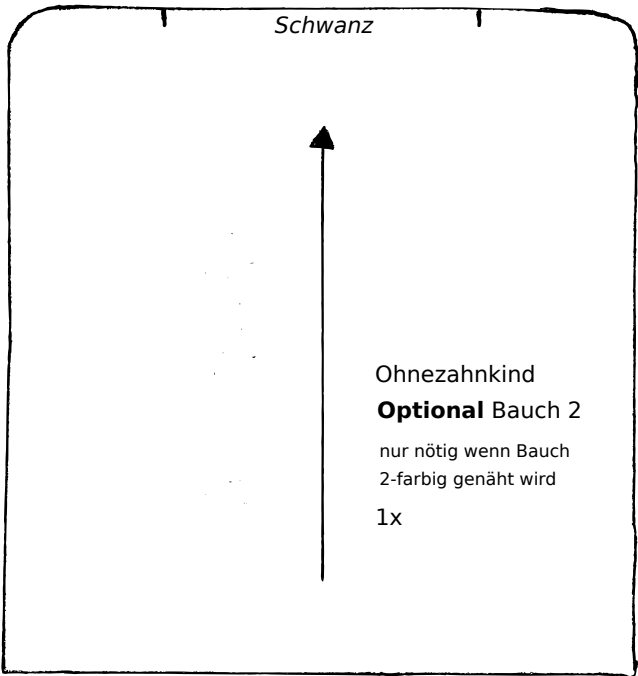 Schwanz
Ohnezahnkind
Optional Bauch 2
nur nötig wenn Bauch
2-farbig genäht wird
1x